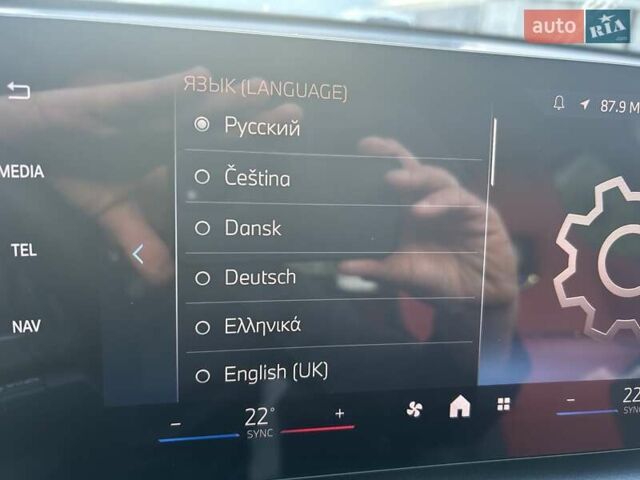 auto RIA
.com
ЯЗЫК (LANGUAGE)
87.9 M
Русский
MEDIA
Čeština
Dansk
TEL
Deutsch
NAV
Ελληνικά
English (UK)
− 22° +
SYNC
− 22
SYNC